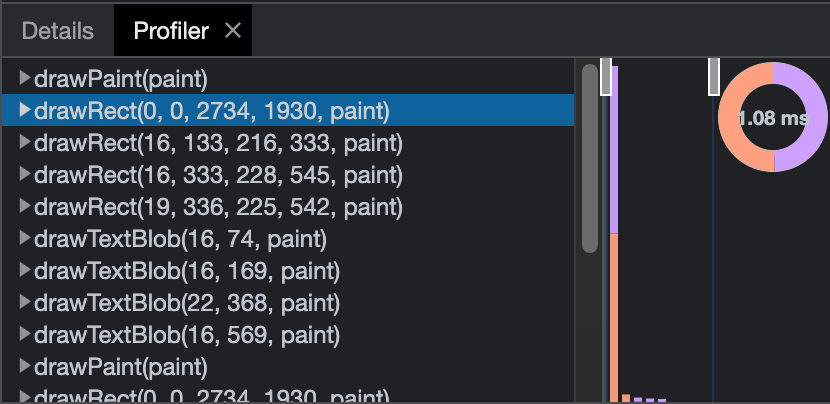 Details Profiler ×
drawPaint(paint)
drawRect(0, 0, 2734, 1930, paint)
drawRect(16, 133, 216, 333, paint)
drawRect(16, 333, 228, 545, paint)
drawRect(19, 336, 225, 542, paint)
drawTextBlob(16, 74, paint)
drawTextBlob(16, 169, paint)
drawTextBlob(22, 368, paint)
drawTextBlob(16, 569, paint)
drawPaint(paint)
drawRect(0, 0, 2734, 1930, paint)
1.08 ms